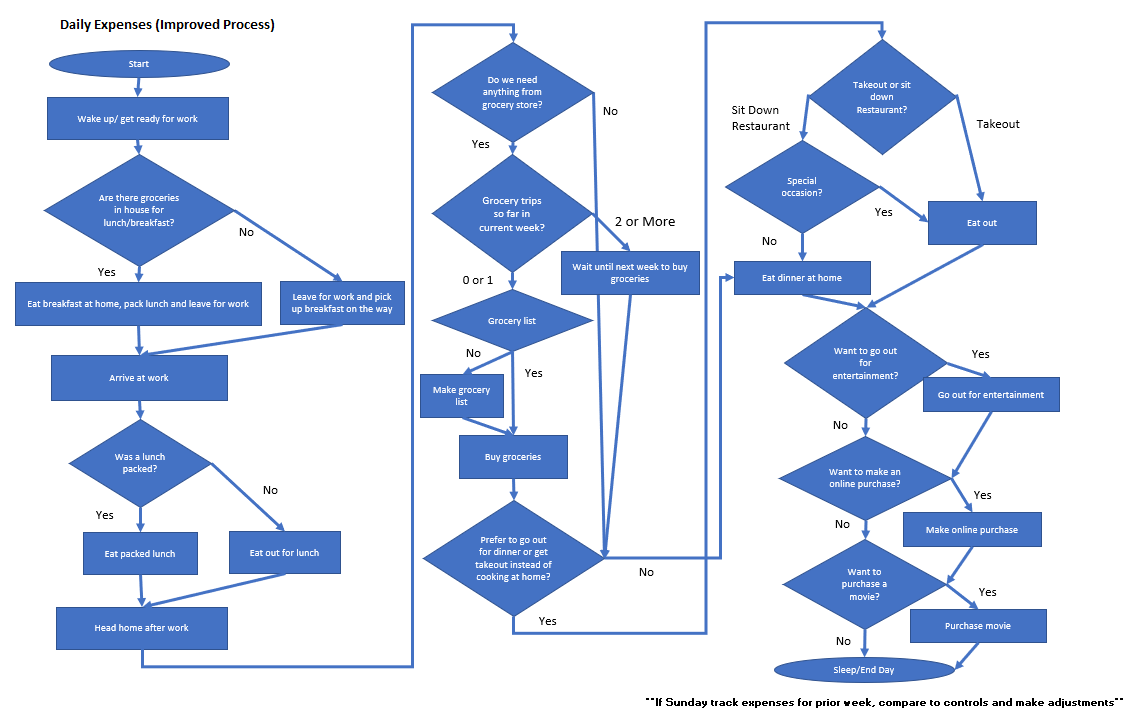 Daily Expenses (Improved Process)
Start
Wake up/ get ready for work
Are there groceries
in house for
lunch/breakfast?
No
Yes
Eat breakfast at home, pack lunch and leave for work
Leave for work and pick
up breakfast on the way
Arrive at work
Was a lunch
packed?
No
Yes
Eat packed lunch
Eat out for lunch
Head home after work
Do we need
anything from
grocery store?
No
Yes
Grocery trips
so far in
current week?
2 or More
Wait until next week to buy
groceries
0 or 1
Grocery list
No
Yes
Make grocery
list
Buy groceries
Prefer to go out
for dinner or get
takeout instead of
cooking at home?
No
Yes
Takeout or sit
down
Restaurant?
Sit Down
Restaurant
Takeout
Special
occasion?
Yes
Eat out
No
Eat dinner at home
Want to go out
for
entertainment?
Yes
Go out for entertainment
No
Want to make an
online purchase?
Yes
Make online purchase
No
Want to
purchase a
movie?
Yes
Purchase movie
No
Sleep/End Day
**If Sunday track expenses for prior week, compare to controls and make adjustments**